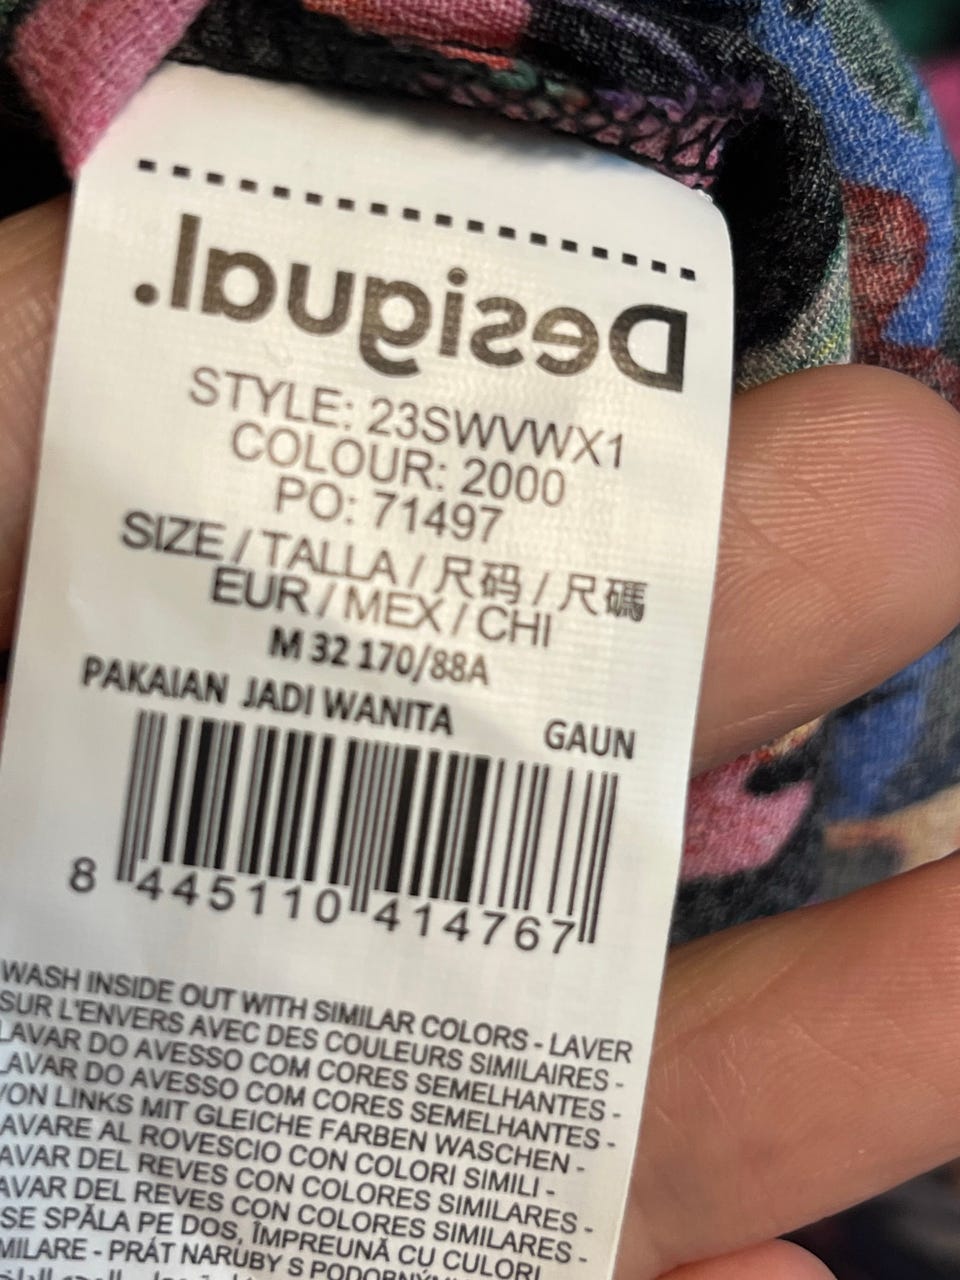 Desigual.
STYLE: 23SWVWX1
COLOUR: 2000
PO: 71497
SIZE / TALLA / 尺码 / 尺碼
EUR / MEX / CHI
M 32 170/88A
PAKAIAN JADI WANITA GAUN
8 445110 414767
WASH INSIDE OUT WITH SIMILAR COLORS - LAVER
SUR L'ENVERS AVEC DES COULEURS SIMILAIRES -
LAVAR DO AVESSO COM CORES SEMELHANTES -
LAVAR DO AVESSO COM CORES SEMELHANTES -
VON LINKS MIT GLEICHE FARBEN WASCHEN -
LAVARE AL ROVESCIO CON COLORI SIMILI -
LAVAR DEL REVES CON COLORES SIMILARES -
LAVAR DEL REVES CON COLORES SIMILARES -
SE SPĂLA PE DOS, ÎMPREUNĂ CU CULORI
MILARE - PRÁT NARUBY S